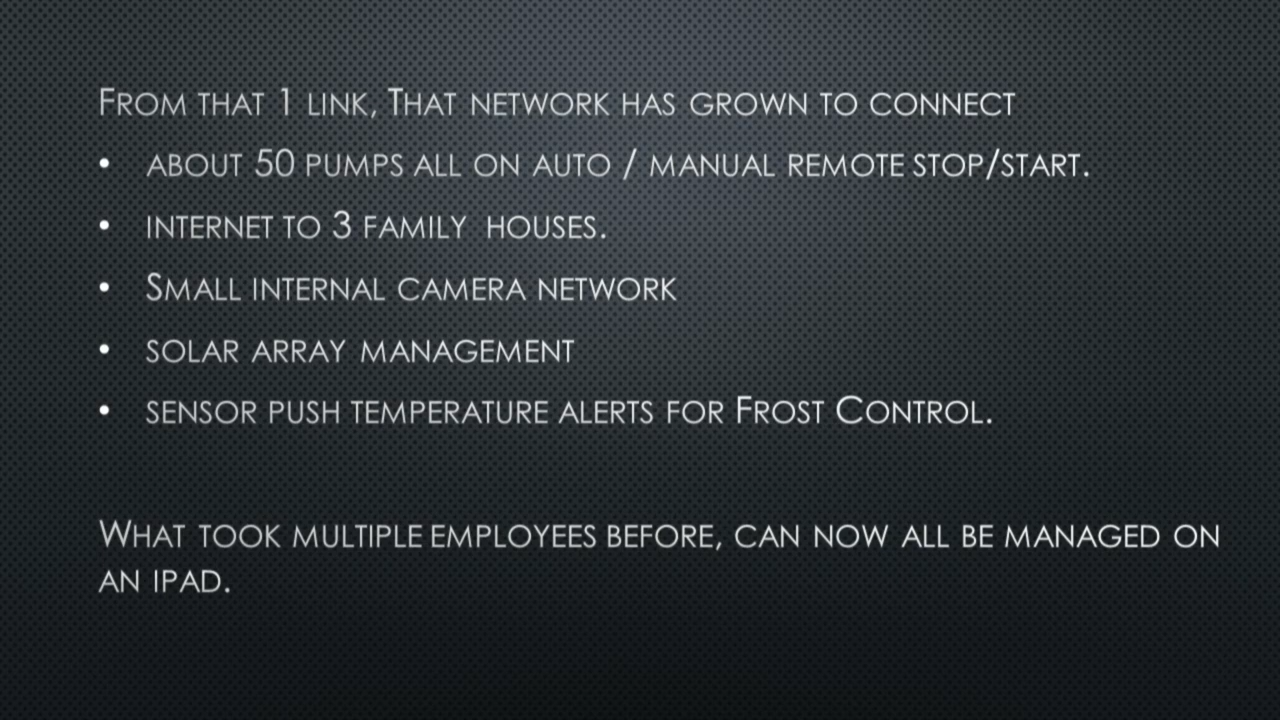 From that 1 link, That network has grown to connect
• about 50 pumps all on auto / manual remote stop/start.
• internet to 3 family houses.
• Small internal camera network
• solar array management
• sensor push temperature alerts for Frost Control.
What took multiple employees before, can now all be managed on
an ipad.